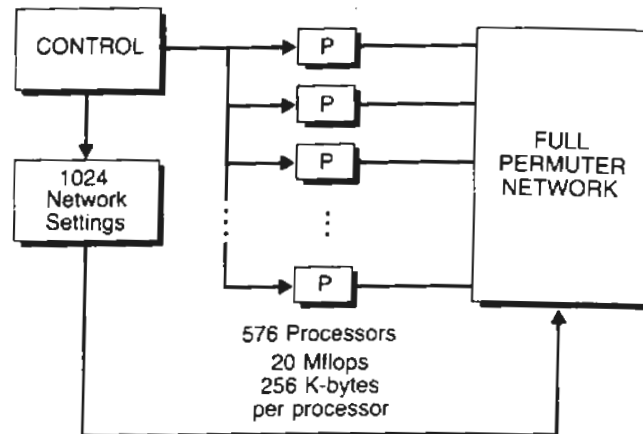 CONTROL
P
P
P
P
1024
Network
Settings
FULL
PERMUTER
NETWORK
576 Processors
20 Mflops
256 K-bytes
per processor